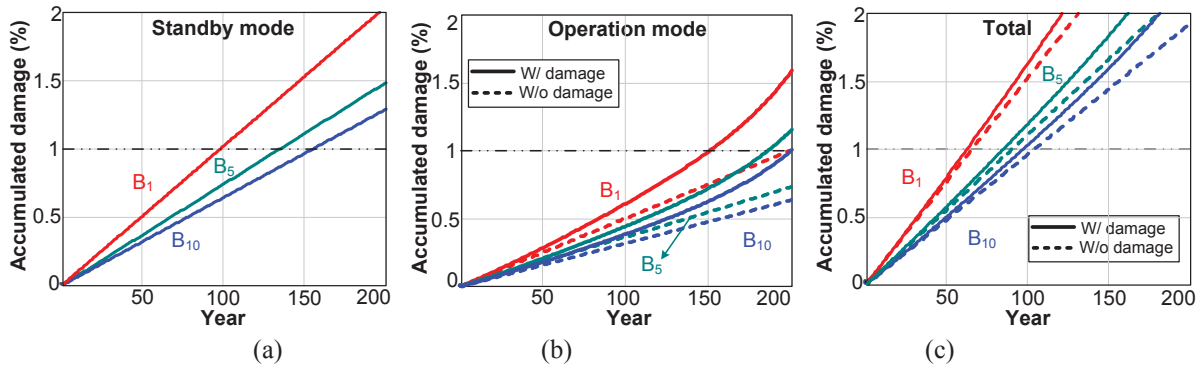 Standby mode
Accumulated damage (%)
2
1.5
1
0.5
0
B1
B5
B10
50
100
150
200
Year
(a)
Operation mode
Accumulated damage (%)
2
1.5
1
0.5
0
W/ damage
W/o damage
B1
B5
B10
50
100
150
200
Year
(b)
Total
Accumulated damage (%)
2
1.5
1
0.5
0
B5
B1
B10
W/ damage
W/o damage
50
100
150
200
Year
(c)